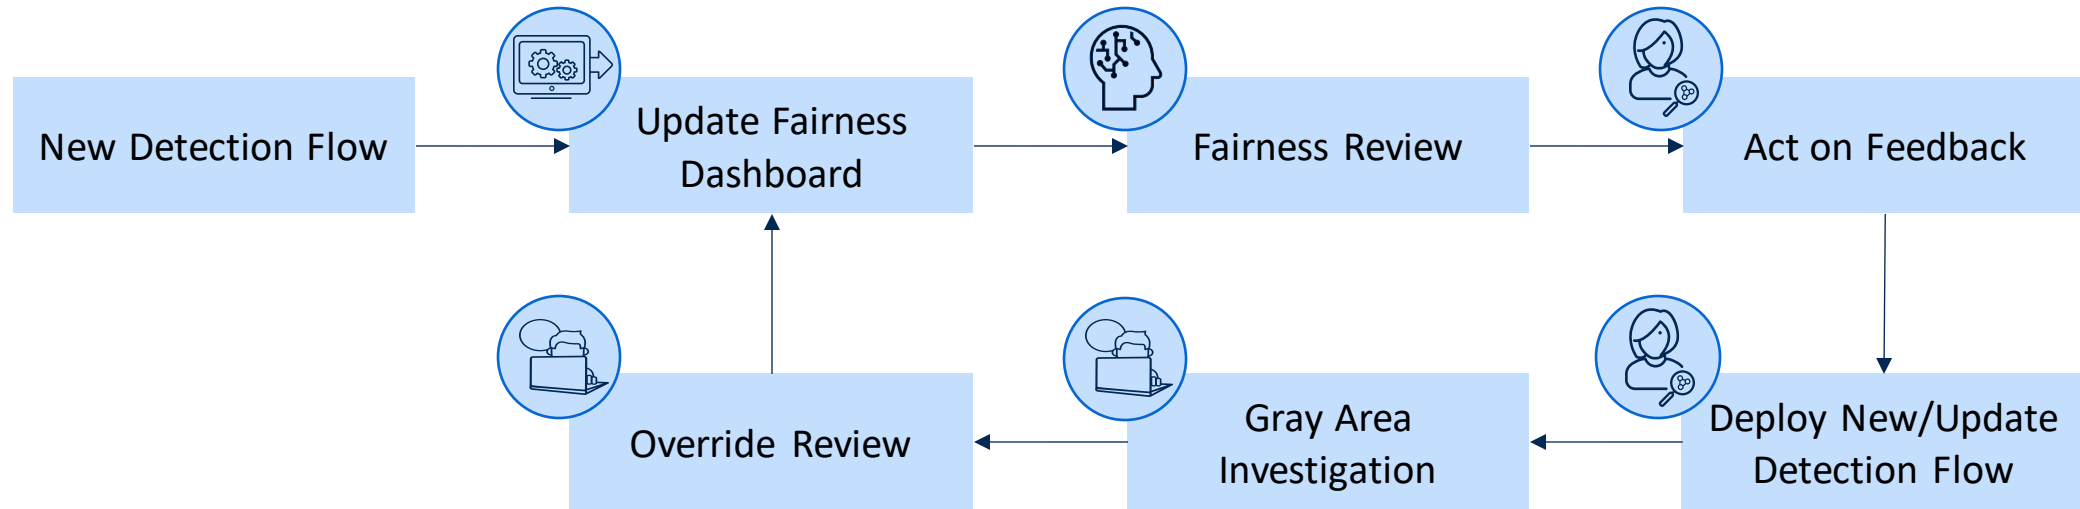 New Detection Flow
Update Fairness
Dashboard
Fairness Review
Act on Feedback
Override Review
Gray Area
Investigation
Deploy New/Update
Detection Flow